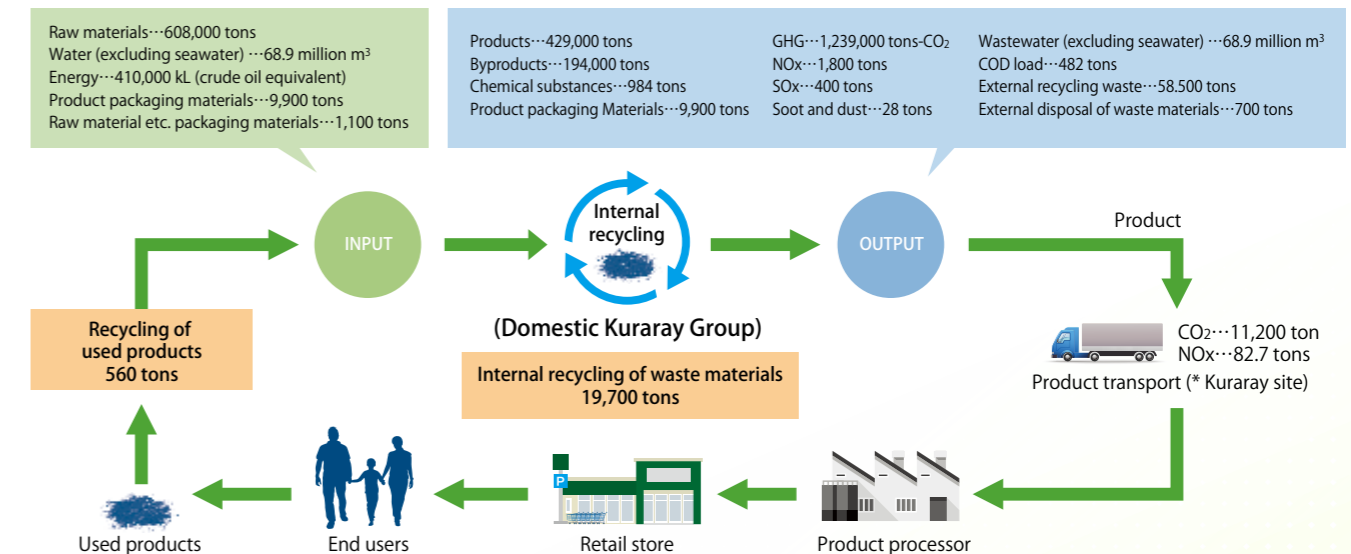 Raw materials⋯608,000 tons
Water (excluding seawater) ⋯68.9 million m³
Energy⋯410,000 kL (crude oil equivalent)
Product packaging materials⋯9,900 tons
Raw material etc. packaging materials⋯1,100 tons
Products⋯429,000 tons
Byproducts⋯194,000 tons
Chemical substances⋯984 tons
Product packaging Materials⋯9,900 tons
GHG⋯1,239,000 tons-CO₂
NOx⋯1,800 tons
SOx⋯400 tons
Soot and dust⋯28 tons
Wastewater (excluding seawater) ⋯68.9 million m³
COD load⋯482 tons
External recycling waste⋯58.500 tons
External disposal of waste materials⋯700 tons
INPUT
Internal
recycling
OUTPUT
Product
(Domestic Kuraray Group)
Internal recycling of waste materials
19,700 tons
CO₂⋯11,200 ton
NOx⋯82.7 tons
Product transport (* Kuraray site)
Recycling of
used products
560 tons
P
Used products
End users
Retail store
Product processor